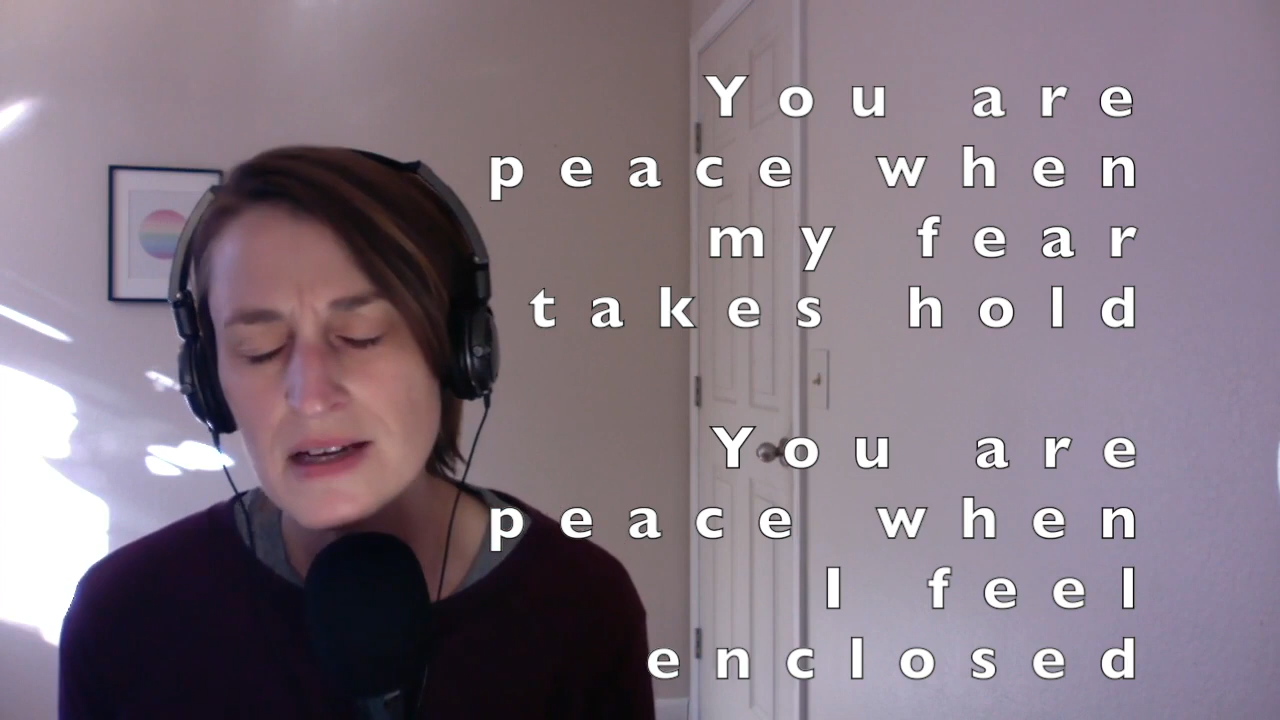 You are
peace when
my fear
takes hold
You are
peace when
I feel
enclosed